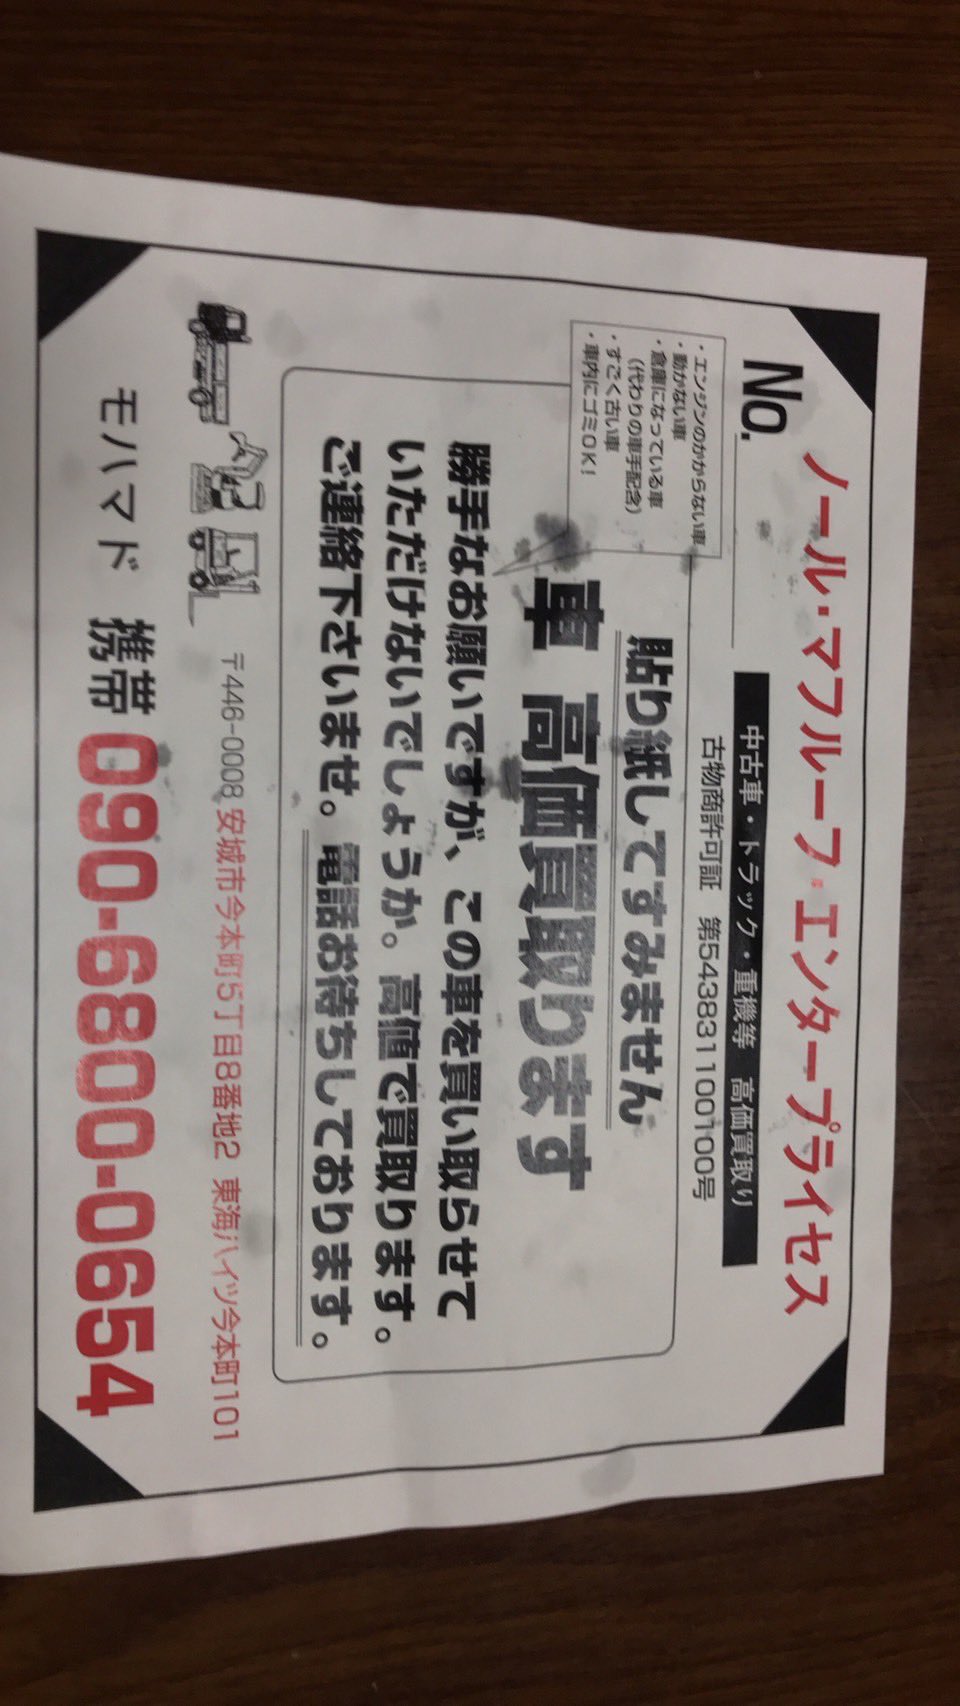 ノール・マフルーフ・エンタープライセス
No.
中古車・トラック・重機等 高価買取り
古物商許可証 第543831100100号
・エンジンのかからない車
・動かない車
・倉庫になっている車
(代わりの車手配含)
・すごく古い車
・車内にゴミOK!
貼り紙してすみません
車 高価買取ります
勝手なお願いですが、この車を買い取らせて
いただけないでしょうか。高値で買取ります。
ご連絡下さいませ。電話お待ちしております。
〒446-0008 安城市今本町5丁目8番地2 東海ハイツ今本町101
モハマド 携帯 090-6800-0654